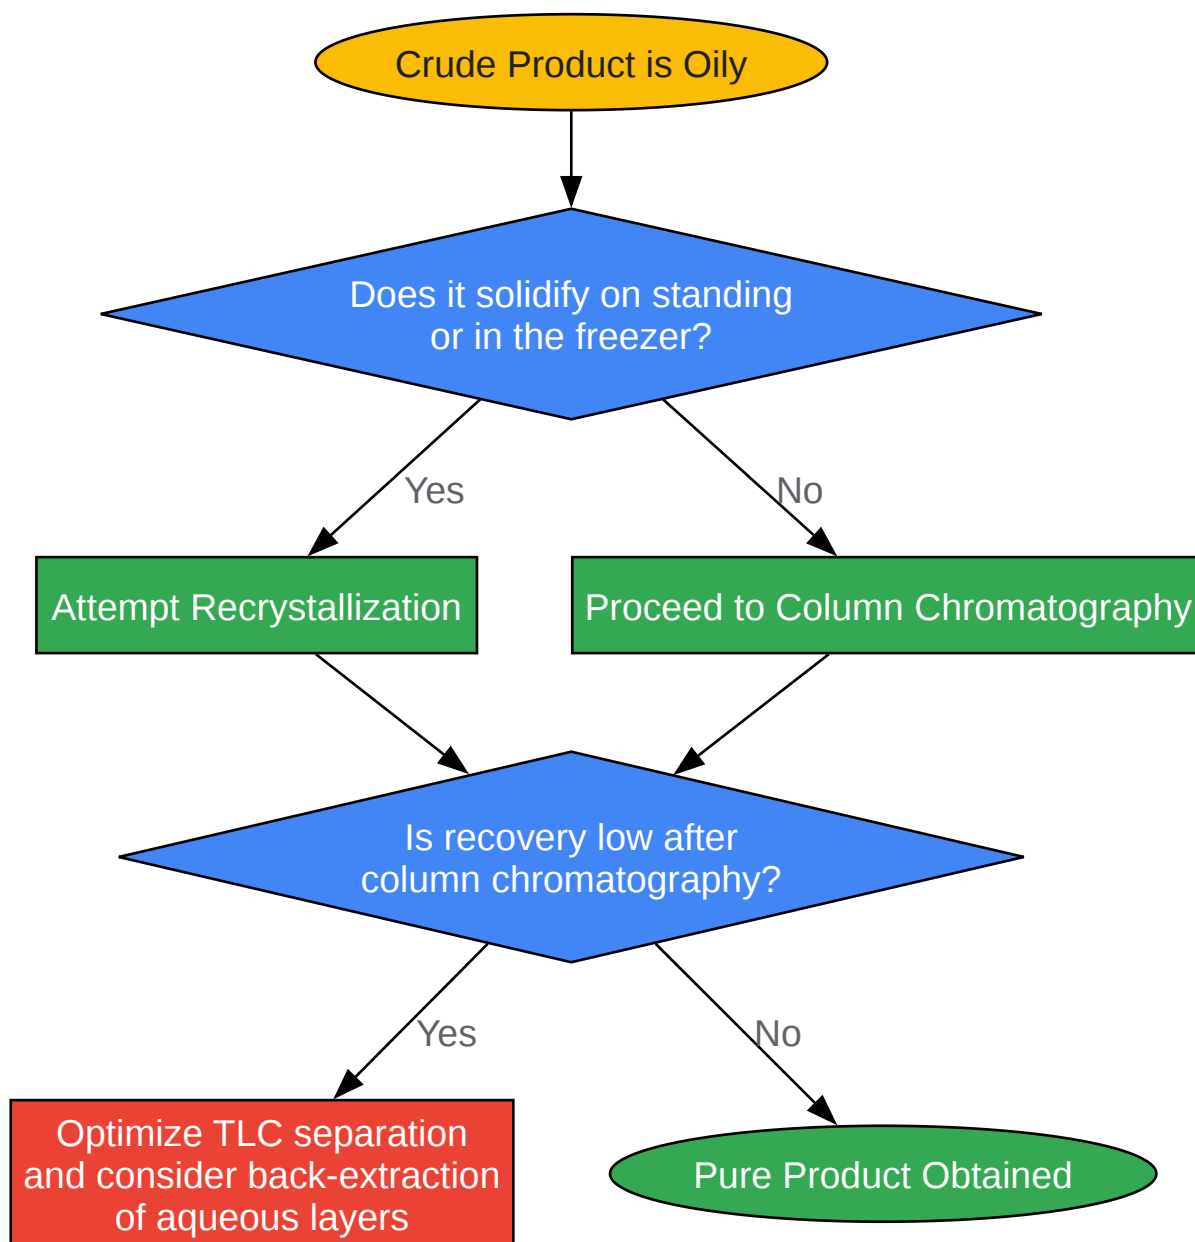 Crude Product is Oily
Does it solidify on standing
or in the freezer?
Yes
No
Attempt Recrystallization
Proceed to Column Chromatography
Is recovery low after
column chromatography?
Yes
No
Optimize TLC separation
and consider back-extraction
of aqueous layers
Pure Product Obtained